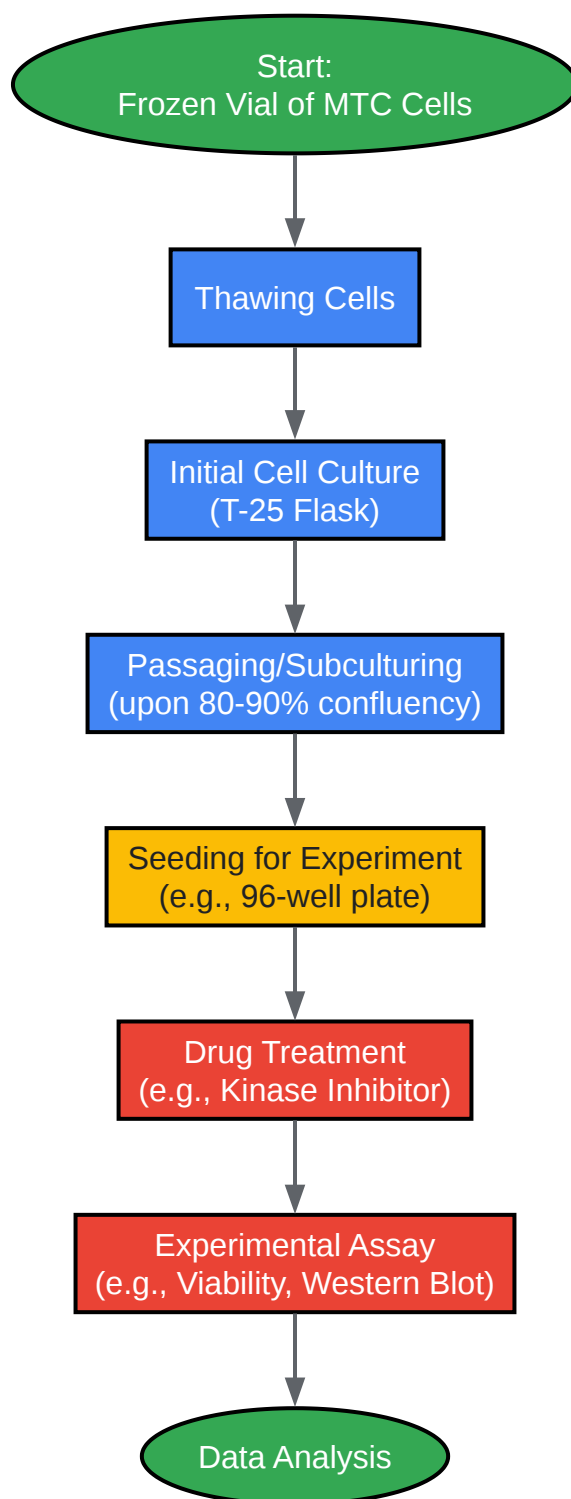 Start:
Frozen Vial of MTC Cells
Thawing Cells
Initial Cell Culture
(T-25 Flask)
Passaging/Subculturing
(upon 80-90% confluency)
Seeding for Experiment
(e.g., 96-well plate)
Drug Treatment
(e.g., Kinase Inhibitor)
Experimental Assay
(e.g., Viability, Western Blot)
Data Analysis